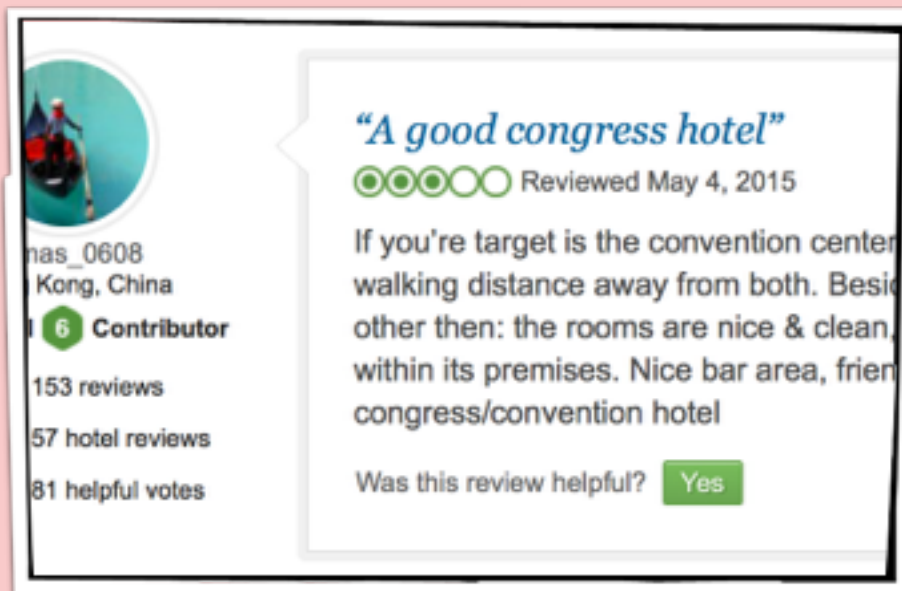 nas_0608
Kong, China
6 Contributor
153 reviews
57 hotel reviews
81 helpful votes
“A good congress hotel”
Reviewed May 4, 2015
If you're target is the convention center
walking distance away from both. Besid
other then: the rooms are nice & clean,
within its premises. Nice bar area, frien
congress/convention hotel
Was this review helpful? Yes